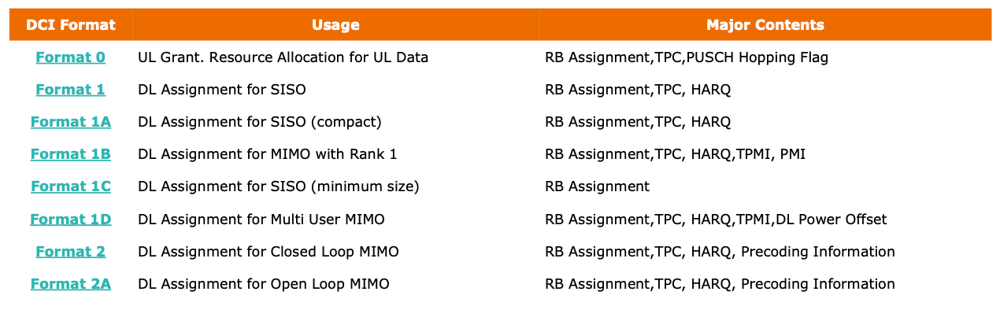 DCI Format Usage Major Contents
Format 0 UL Grant. Resource Allocation for UL Data RB Assignment,TPC,PUSCH Hopping Flag
Format 1 DL Assignment for SISO RB Assignment,TPC, HARQ
Format 1A DL Assignment for SISO (compact) RB Assignment,TPC, HARQ
Format 1B DL Assignment for MIMO with Rank 1 RB Assignment,TPC, HARQ,TPMI, PMI
Format 1C DL Assignment for SISO (minimum size) RB Assignment
Format 1D DL Assignment for Multi User MIMO RB Assignment,TPC, HARQ,TPMI,DL Power Offset
Format 2 DL Assignment for Closed Loop MIMO RB Assignment,TPC, HARQ, Precoding Information
Format 2A DL Assignment for Open Loop MIMO RB Assignment,TPC, HARQ, Precoding Information